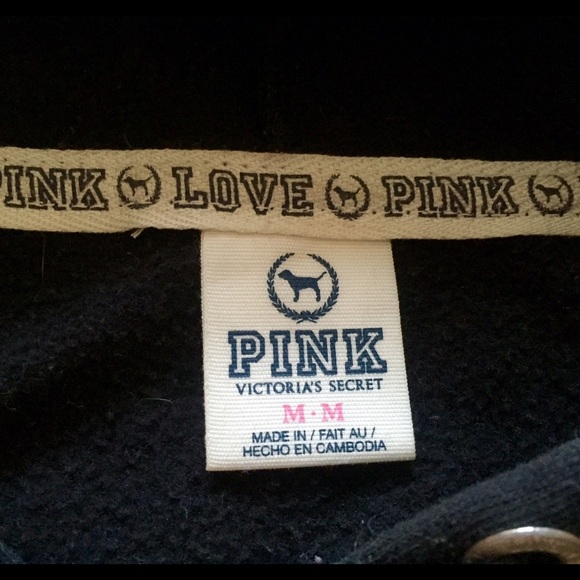 PINK LOVE PINK
PINK
VICTORIA'S SECRET
M · M
MADE IN / FAIT AU /
HECHO EN CAMBODIA